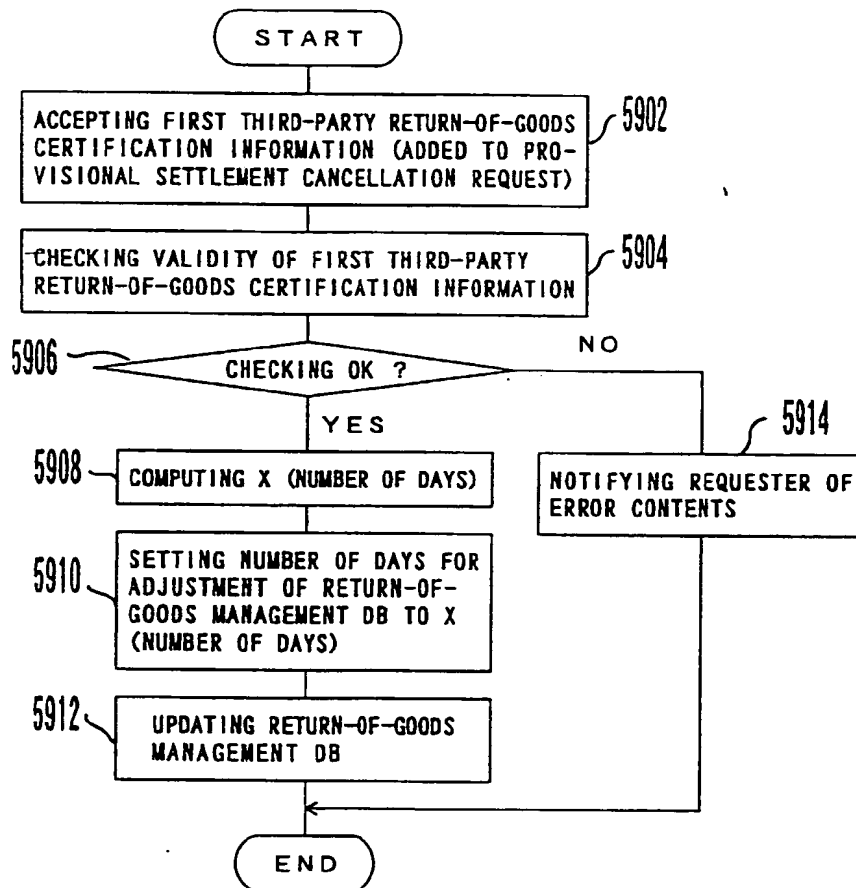 START
ACCEPTING FIRST THIRD-PARTY RETURN-OF-GOODS
CERTIFICATION INFORMATION (ADDED TO PRO-
VISIONAL SETTLEMENT CANCELLATION REQUEST)
5902
CHECKING VALIDITY OF FIRST THIRD-PARTY
RETURN-OF-GOODS CERTIFICATION INFORMATION
5904
5906
CHECKING OK ?
NO
YES
5908
COMPUTING X (NUMBER OF DAYS)
5914
NOTIFYING REQUESTER OF
ERROR CONTENTS
5910
SETTING NUMBER OF DAYS FOR
ADJUSTMENT OF RETURN-OF-
GOODS MANAGEMENT DB TO X
(NUMBER OF DAYS)
5912
UPDATING RETURN-OF-GOODS
MANAGEMENT DB
END